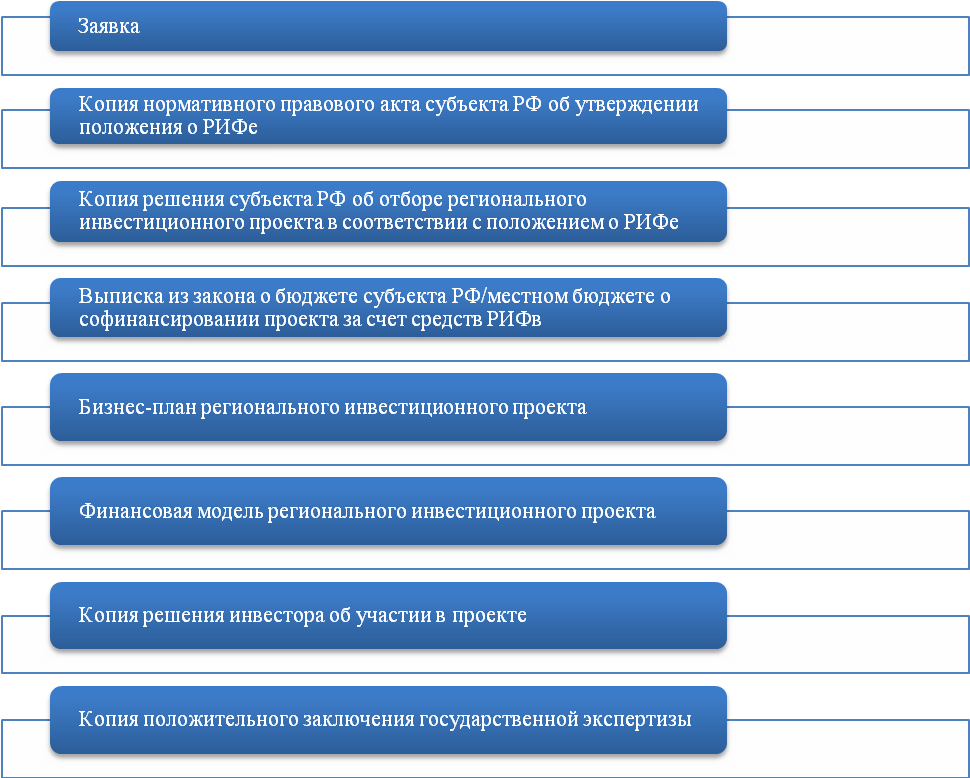 Заявка
Копия нормативного правового акта субъекта РФ об утверждении
положения о РИФе
Копия решения субъекта РФ об отборе регионального
инвестиционного проекта в соответствии с положением о РИФе
Выписка из закона о бюджете субъекта РФ/местном бюджете о
софинансировании проекта за счет средств РИФв
Бизнес-план регионального инвестиционного проекта
Финансовая модель регионального инвестиционного проекта
Копия решения инвестора об участии в проекте
Копия положительного заключения государственной экспертизы